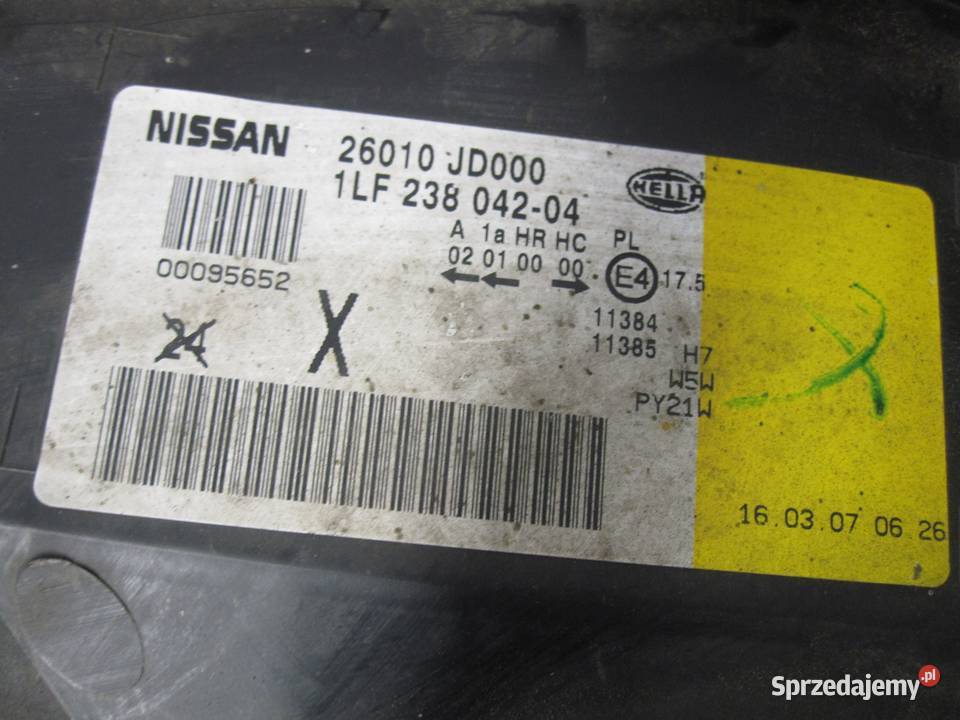 NISSAN 26010 JD000
1LF 238 042-04
HELLA
A 1a HR HC PL
02 01 00 00 E4 17.5
00095652
11384
11385 H7
W5W
PY21W
24 X
16.03.07 06 26
Sprzedajemy.pl